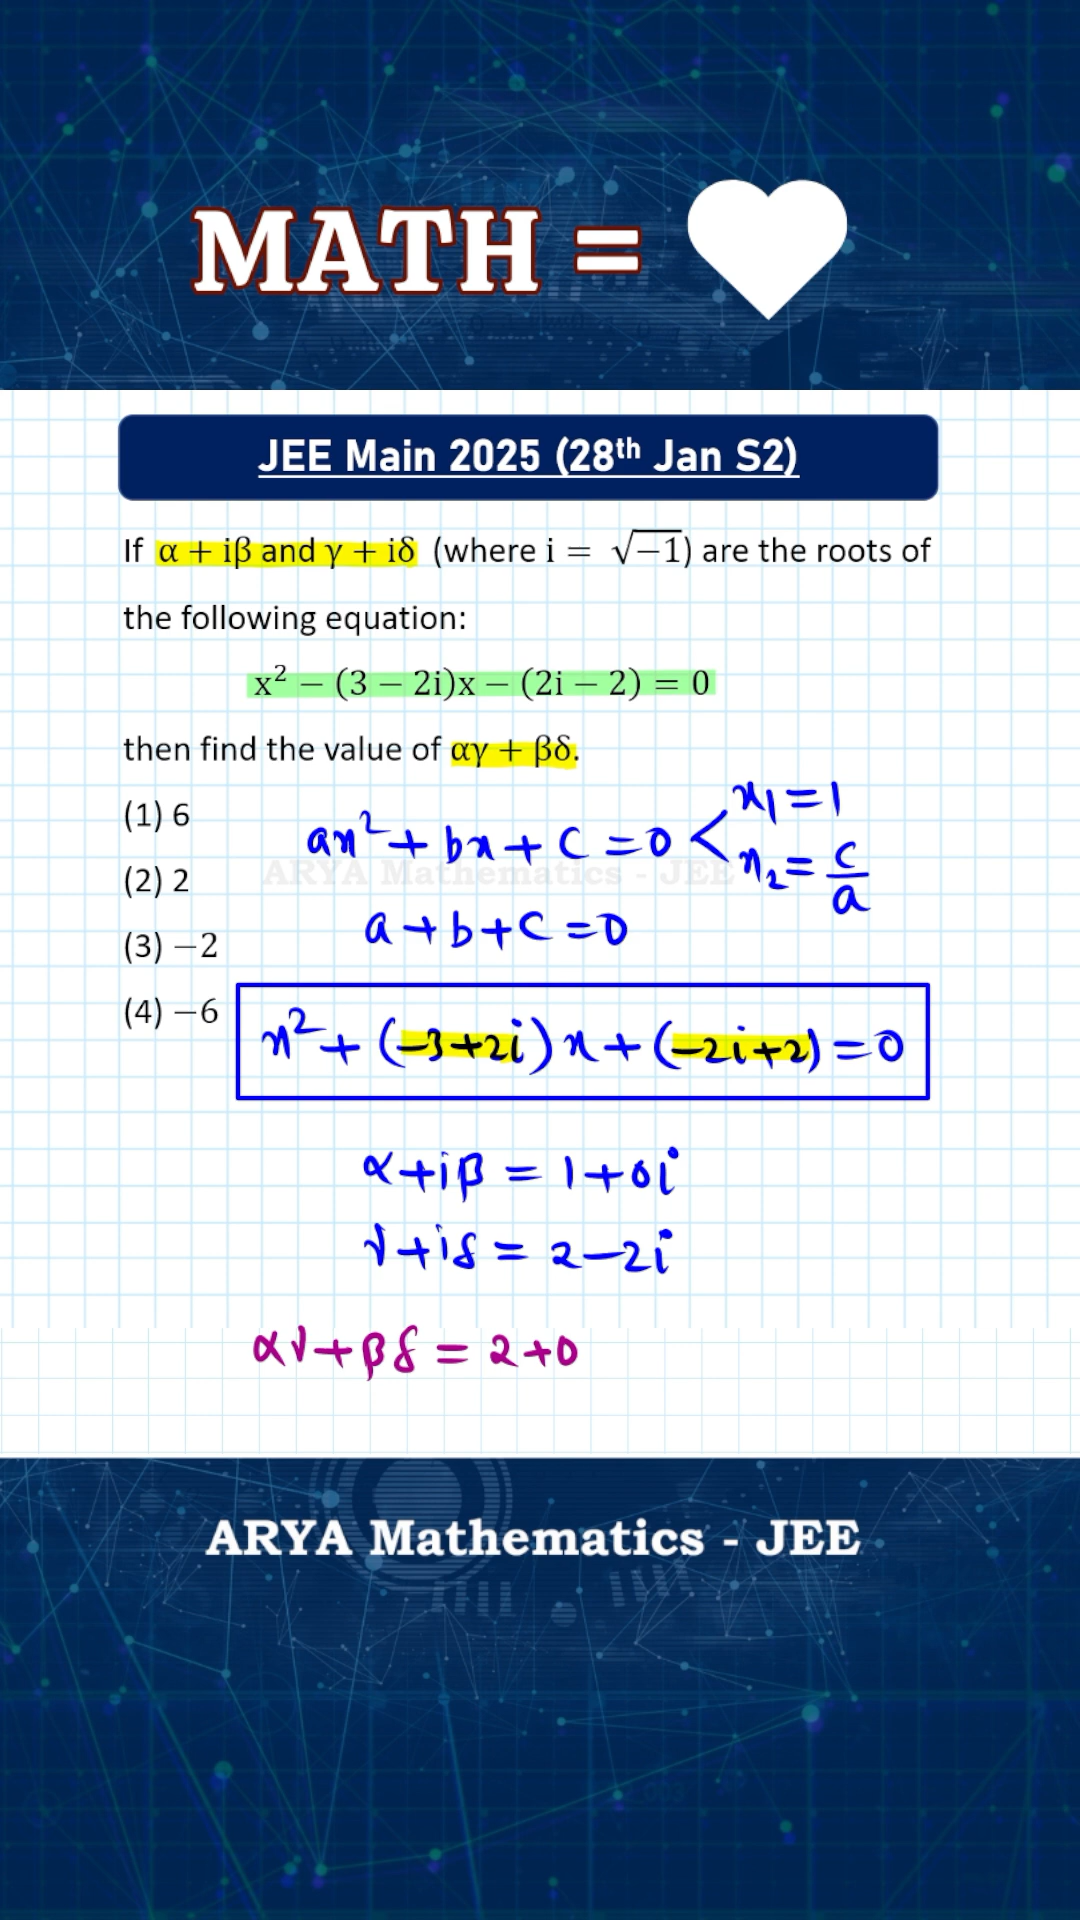 MATH =
JEE Main 2025 (28th Jan S2)
If α + iβ and γ + iδ (where i = √−1) are the roots of
the following equation:
x² − (3 − 2i)x − (2i − 2) = 0
then find the value of αγ + βδ.
(1) 6
(2) 2
(3) −2
(4) −6
ax² + bx + c = 0 < x₁ = 1
x₂ = c/a
ARYA Mathematics - JEE
a + b + c = 0
x² + (−3+2i)x + (−2i+2) = 0
α+iβ = 1+0i
γ+iδ = 2−2i
αγ+βδ = 2+0
ARYA Mathematics - JEE